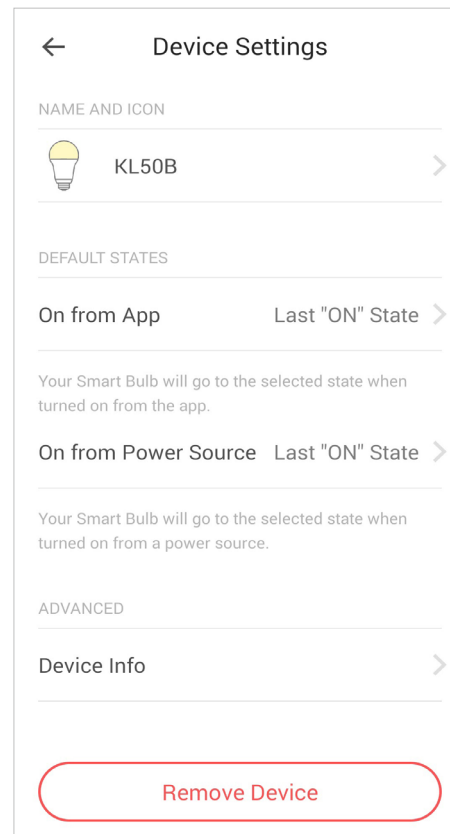 Device Settings
NAME AND ICON
KL50B
DEFAULT STATES
On from App Last "ON" State
Your Smart Bulb will go to the selected state when
turned on from the app.
On from Power Source Last "ON" State
Your Smart Bulb will go to the selected state when
turned on from a power source.
ADVANCED
Device Info
Remove Device